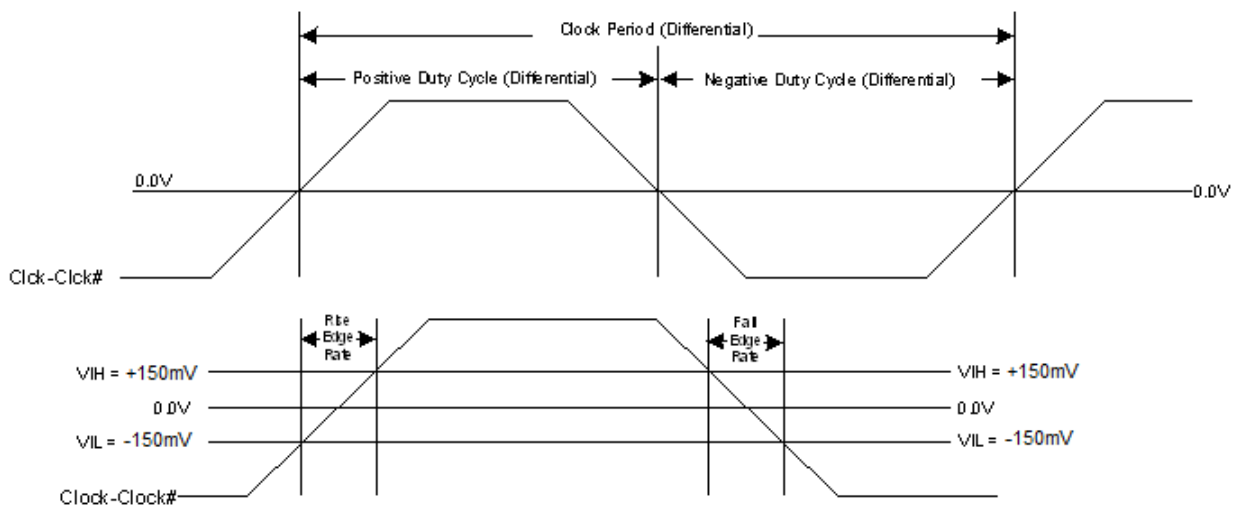 Clock Period (Differential)
Positive Duty Cycle (Differential)
Negative Duty Cycle (Differential)
0.0V
0.0V
Clck-Clck#
Rise
Edge
Rate
Fall
Edge
Rate
VIH = +150mV
VIH = +150mV
0.0V
0.0V
VIL = -150mV
VIL = -150mV
Clock-Clock#